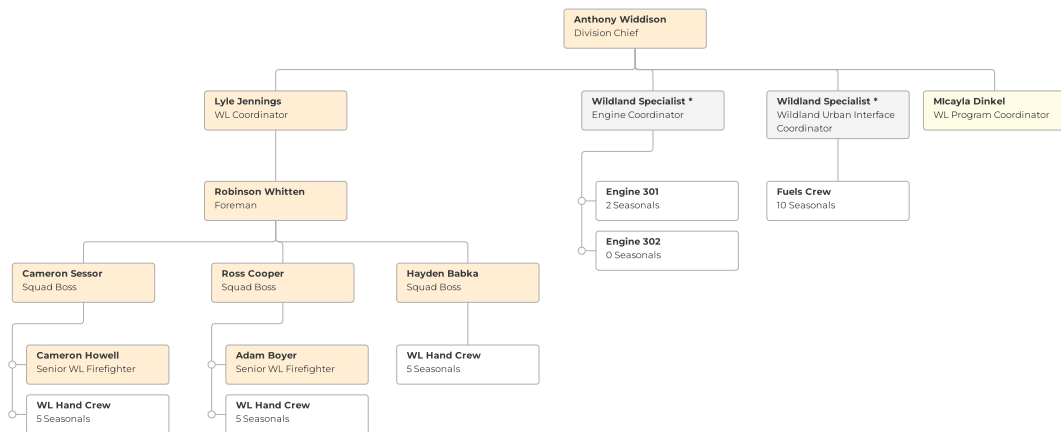 Anthony Widdison
Division Chief
Lyle Jennings
WL Coordinator
Wildland Specialist *
Engine Coordinator
Wildland Specialist *
Wildland Urban Interface
Coordinator
MIcayla Dinkel
WL Program Coordinator
Robinson Whitten
Foreman
Engine 301
2 Seasonals
Fuels Crew
10 Seasonals
Engine 302
0 Seasonals
Cameron Sessor
Squad Boss
Ross Cooper
Squad Boss
Hayden Babka
Squad Boss
Cameron Howell
Senior WL Firefighter
Adam Boyer
Senior WL Firefighter
WL Hand Crew
5 Seasonals
WL Hand Crew
5 Seasonals
WL Hand Crew
5 Seasonals